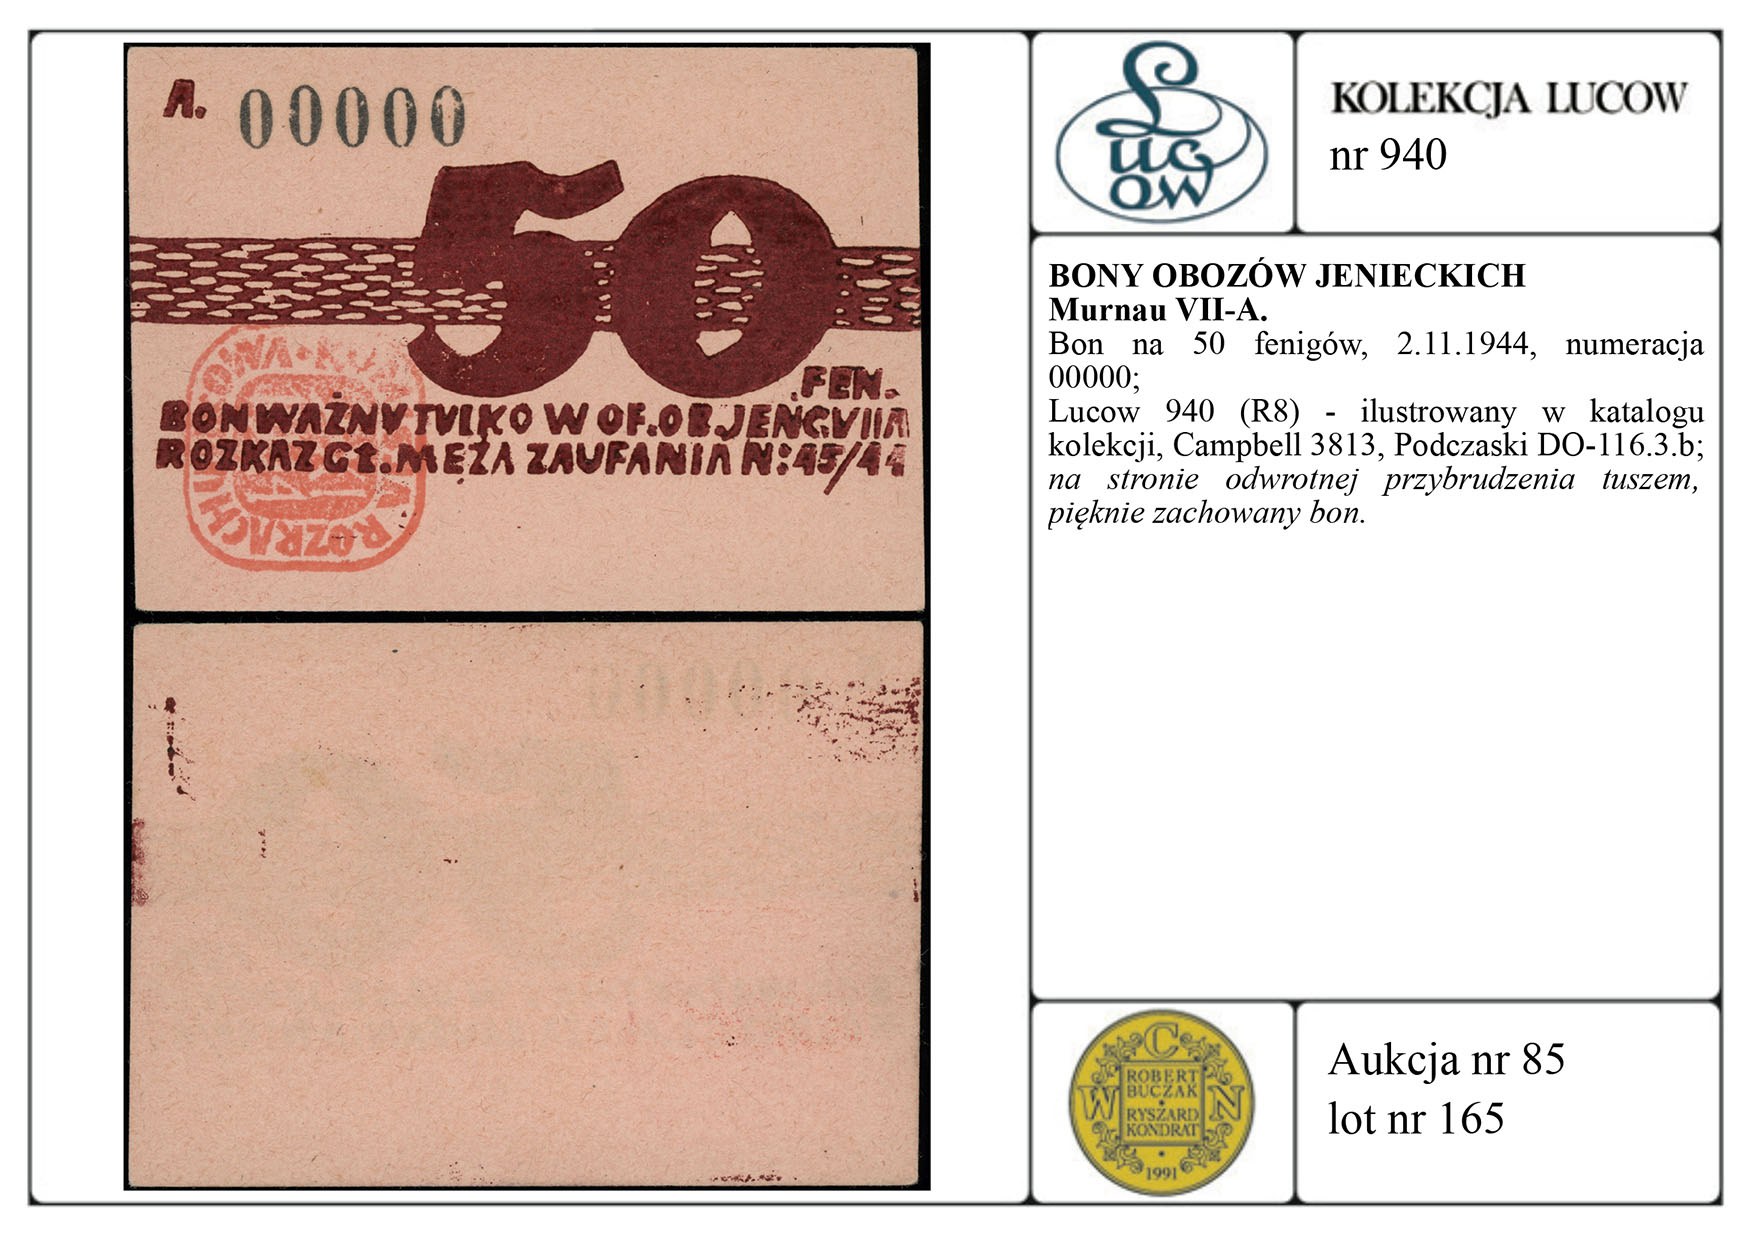 A. 00000
50
FEN.
BON WAŻNY TYLKO W OF. OB. JEŃC. VII A
ROZKAZ GŁ. MĘŻA ZAUFANIA N: 45/44
Lucow
KOLEKCJA LUCOW
nr 940
BONY OBOZÓW JENIECKICH
Murnau VII-A.
Bon na 50 fenigów, 2.11.1944, numeracja
00000;
Lucow 940 (R8) - ilustrowany w katalogu
kolekcji, Campbell 3813, Podczaski DO-116.3.b;
na stronie odwrotnej przybrudzenia tuszem,
pięknie zachowany bon.
C
W N
ROBERT
BUCZAK
RYSZARD
KONDRAT
1991
Aukcja nr 85
lot nr 165